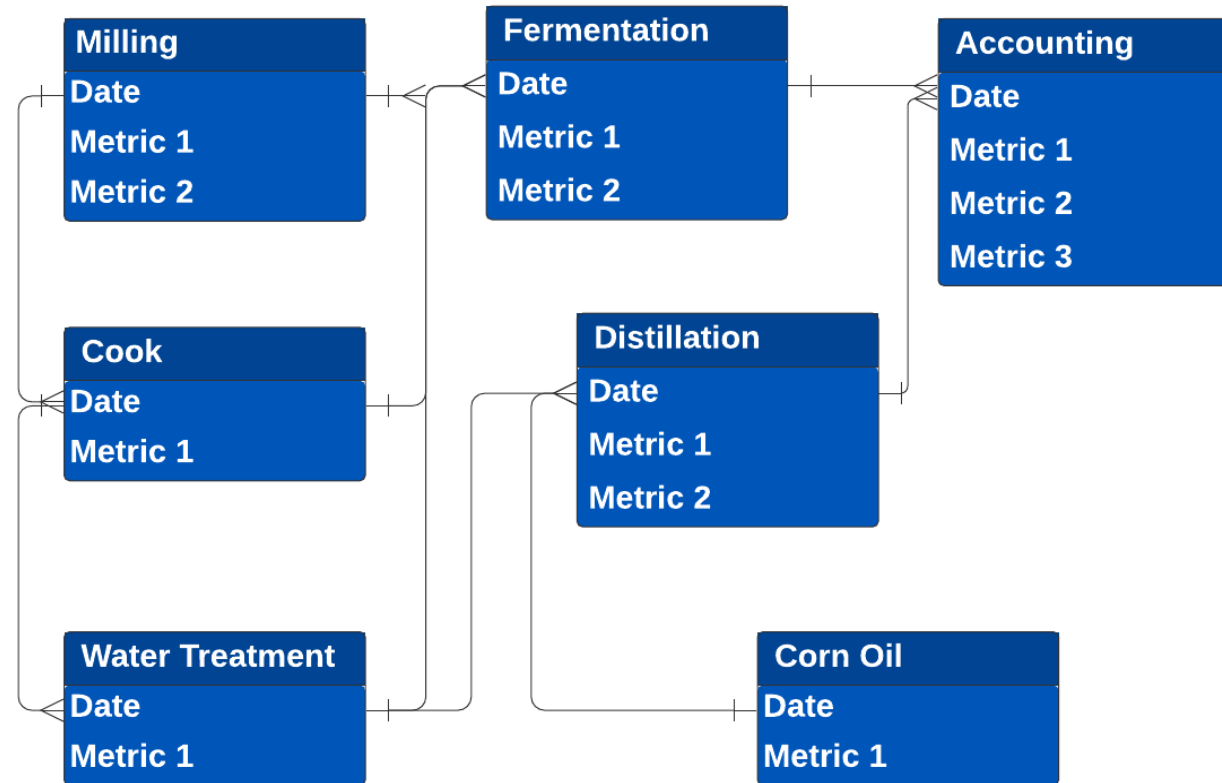 Milling
Date
Metric 1
Metric 2
Fermentation
Date
Metric 1
Metric 2
Accounting
Date
Metric 1
Metric 2
Metric 3
Cook
Date
Metric 1
Distillation
Date
Metric 1
Metric 2
Water Treatment
Date
Metric 1
Corn Oil
Date
Metric 1